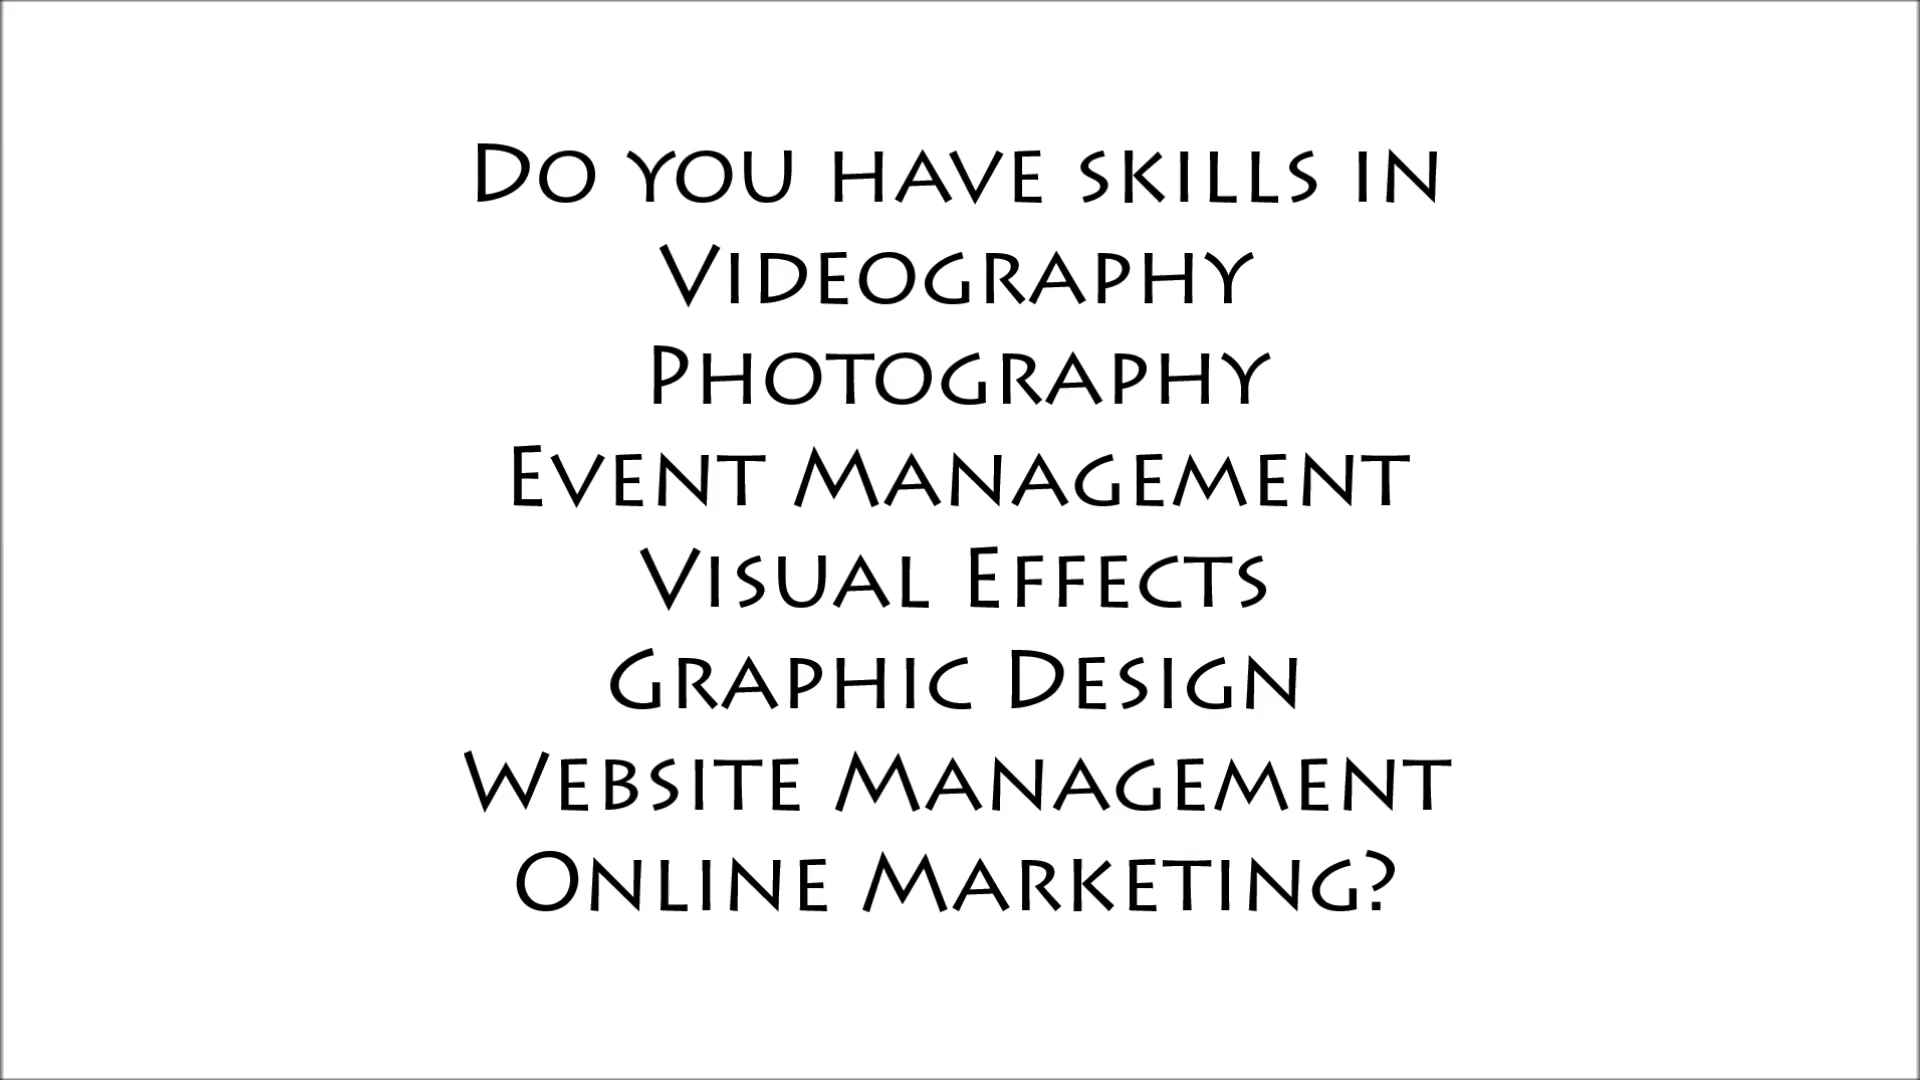 Do you have skills in
Videography
Photography
Event Management
Visual Effects
Graphic Design
Website Management
Online Marketing?